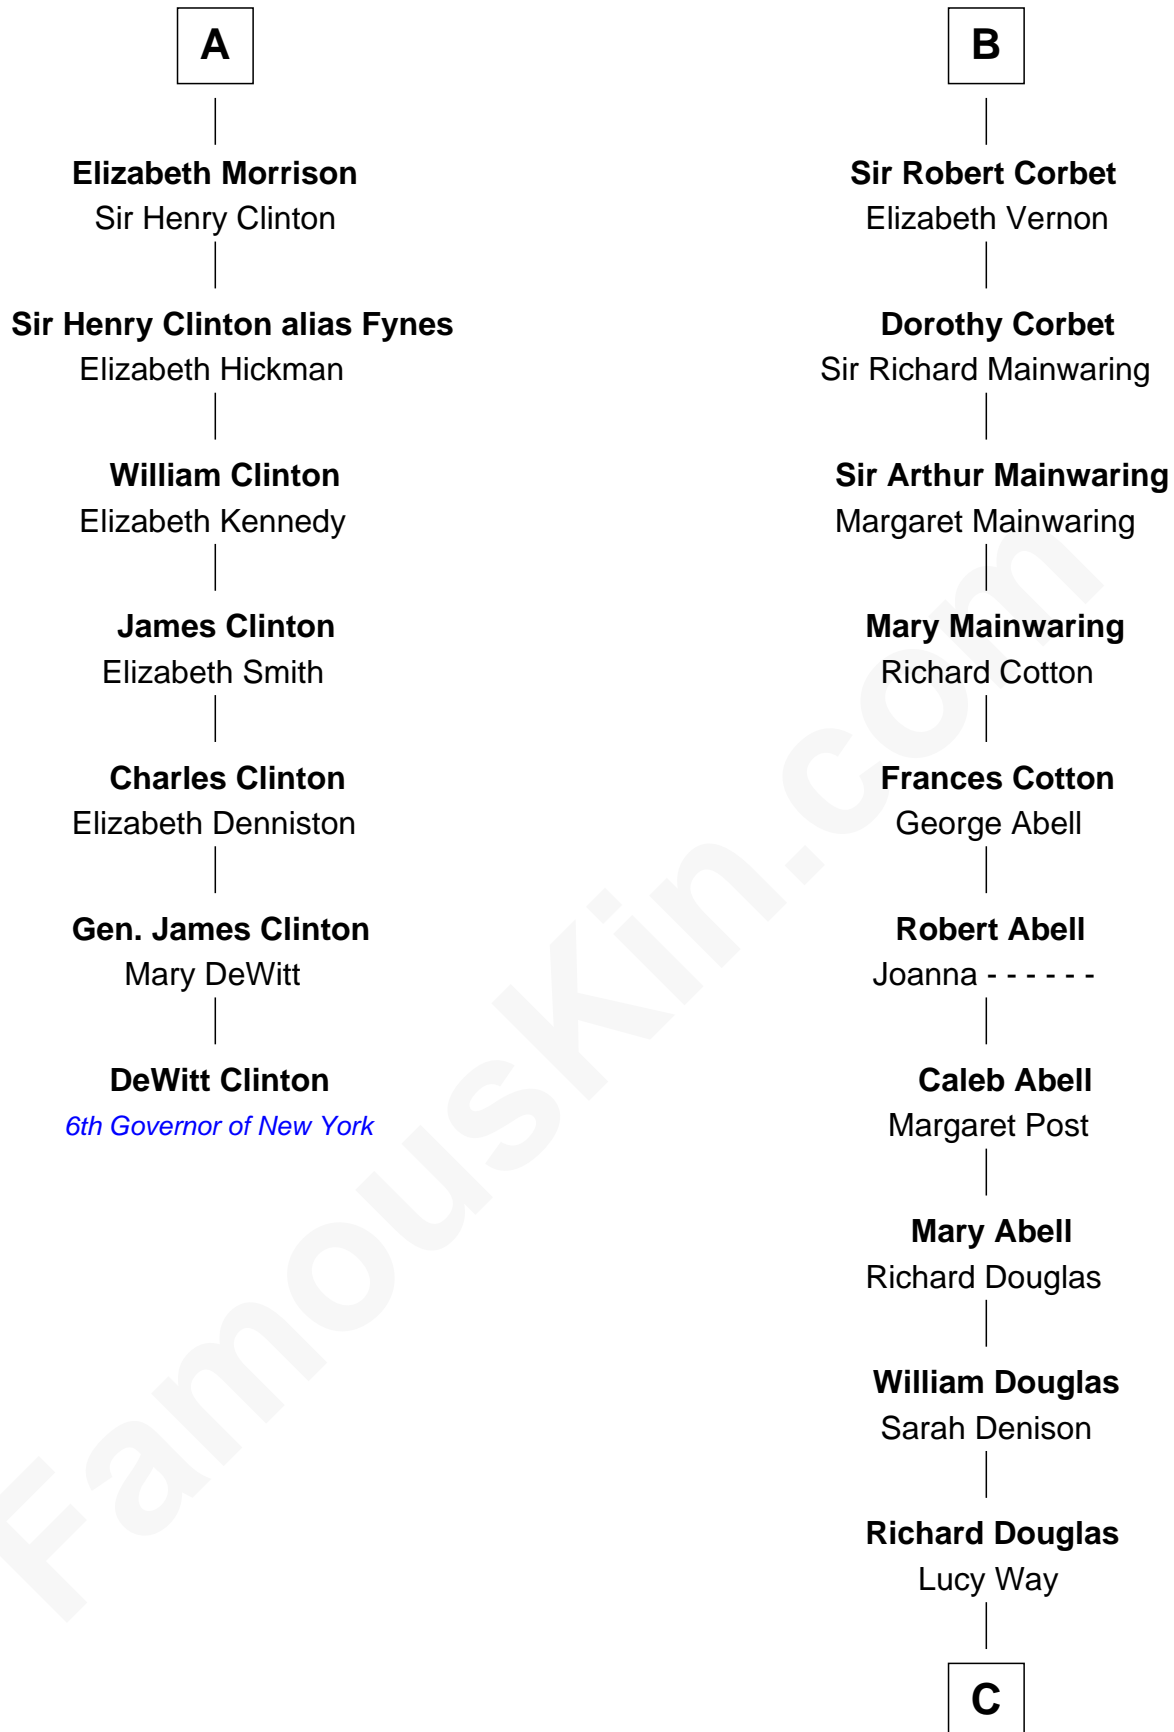 A
Elizabeth Morrison
Sir Henry Clinton
Sir Henry Clinton alias Fynes
Elizabeth Hickman
William Clinton
Elizabeth Kennedy
James Clinton
Elizabeth Smith
Charles Clinton
Elizabeth Denniston
Gen. James Clinton
Mary DeWitt
DeWitt Clinton
6th Governor of New York
B
Sir Robert Corbet
Elizabeth Vernon
Dorothy Corbet
Sir Richard Mainwaring
Sir Arthur Mainwaring
Margaret Mainwaring
Mary Mainwaring
Richard Cotton
Frances Cotton
George Abell
Robert Abell
Joanna - - - - - -
Caleb Abell
Margaret Post
Mary Abell
Richard Douglas
William Douglas
Sarah Denison
Richard Douglas
Lucy Way
C
FamousKin.com